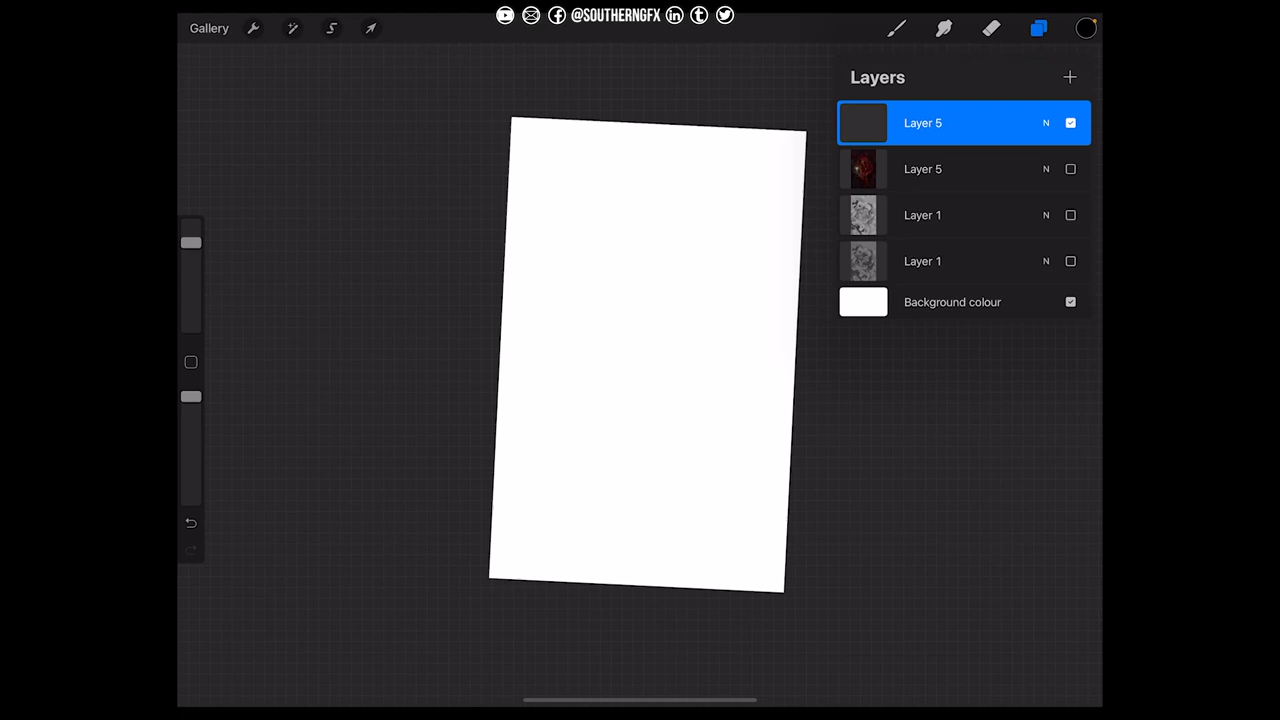 @SOUTHERNGFX
Gallery
Layers
Layer 5 N
Layer 5 N
Layer 1 N
Layer 1 N
Background colour